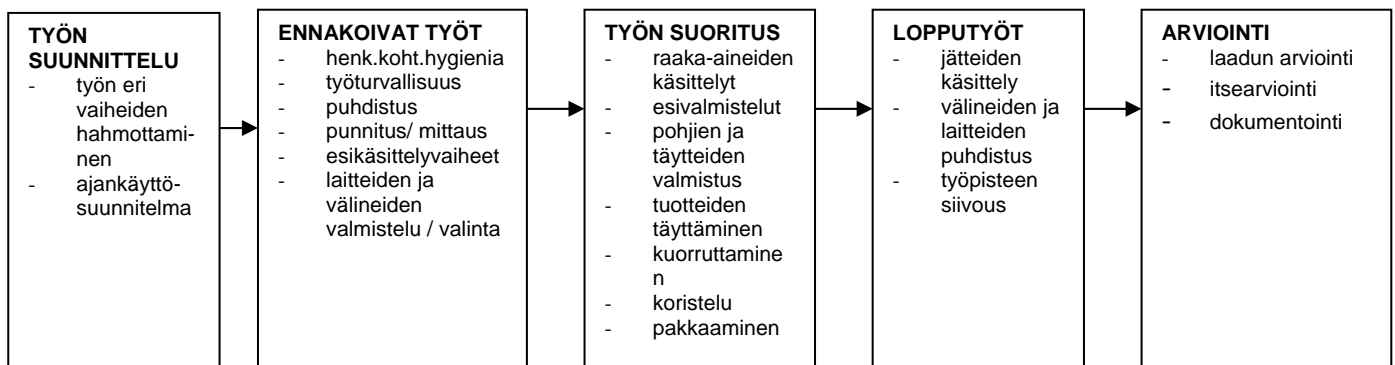 TYÖN
SUUNNITTELU
- työn eri
vaiheiden
hahmottami-
nen
- ajankäyttö-
suunnitelma
ENNAKOIVAT TYÖT
- henk.koht.hygienia
- työturvallisuus
- puhdistus
- punnitus/ mittaus
- esikäsittelyvaiheet
- laitteiden ja
välineiden
valmistelu / valinta
TYÖN SUORITUS
- raaka-aineiden
käsittelyt
- esivalmistelut
- pohjien ja
täytteiden
valmistus
- tuotteiden
täyttäminen
- kuorruttamine
n
- koristelu
- pakkaaminen
LOPPUTYÖT
- jätteiden
käsittely
- välineiden ja
laitteiden
puhdistus
- työpisteen
siivous
ARVIOINTI
- laadun arviointi
- itsearviointi
- dokumentointi